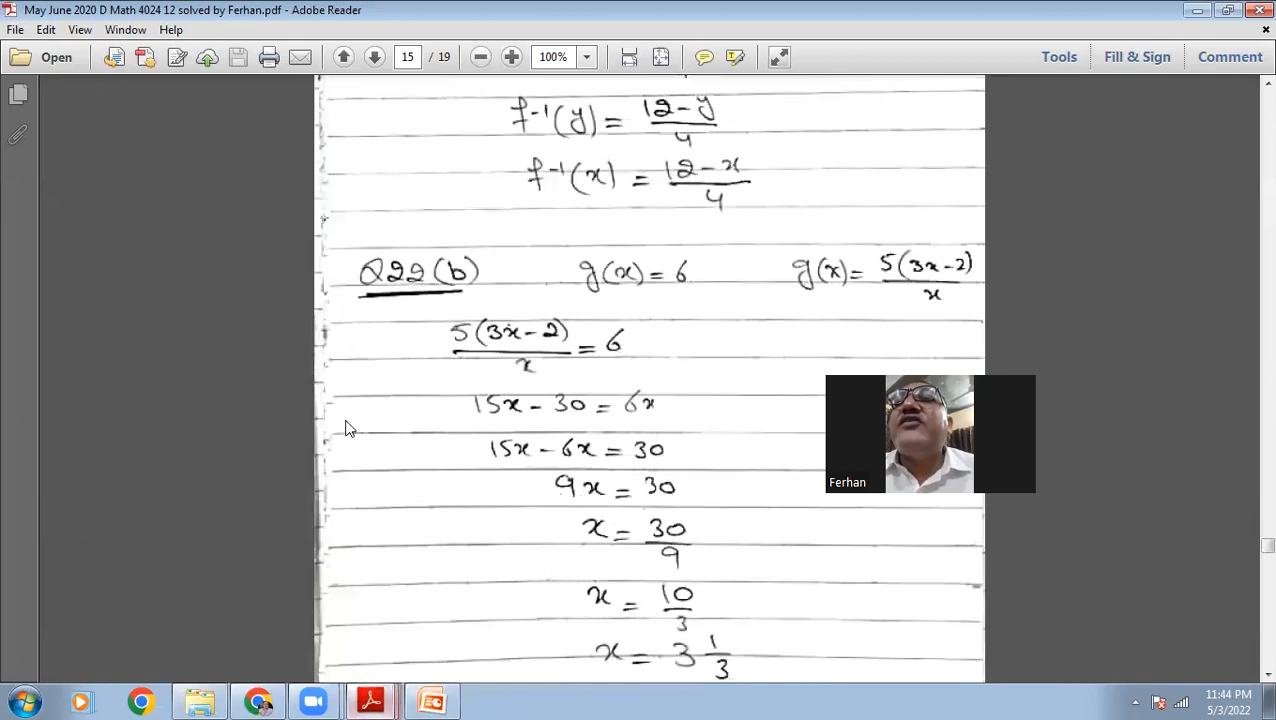 May June 2020 D Math 4024 12 solved by Ferhan.pdf - Adobe Reader
File Edit View Window Help
Open 15 / 19 100% Tools Fill & Sign Comment
f⁻¹(y) = 12-y / 4
f⁻¹(x) = 12-x / 4
Q22(b) g(x) = 6 g(x) = 5(3x-2) / x
5(3x-2) / x = 6
15x - 30 = 6x
15x - 6x = 30
9x = 30
x = 30 / 9
x = 10 / 3
x = 3 1/3
Ferhan
11:44 PM
5/3/2022